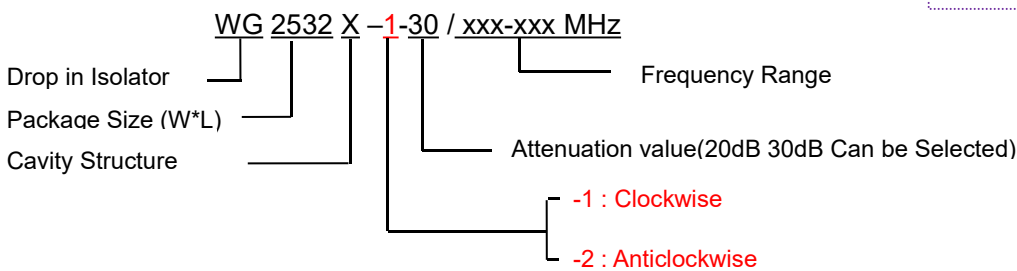 WG 2532 X –1-30 / xxx-xxx MHz
Drop in Isolator
Frequency Range
Package Size (W*L)
Attenuation value(20dB 30dB Can be Selected)
Cavity Structure
-1 : Clockwise
-2 : Anticlockwise